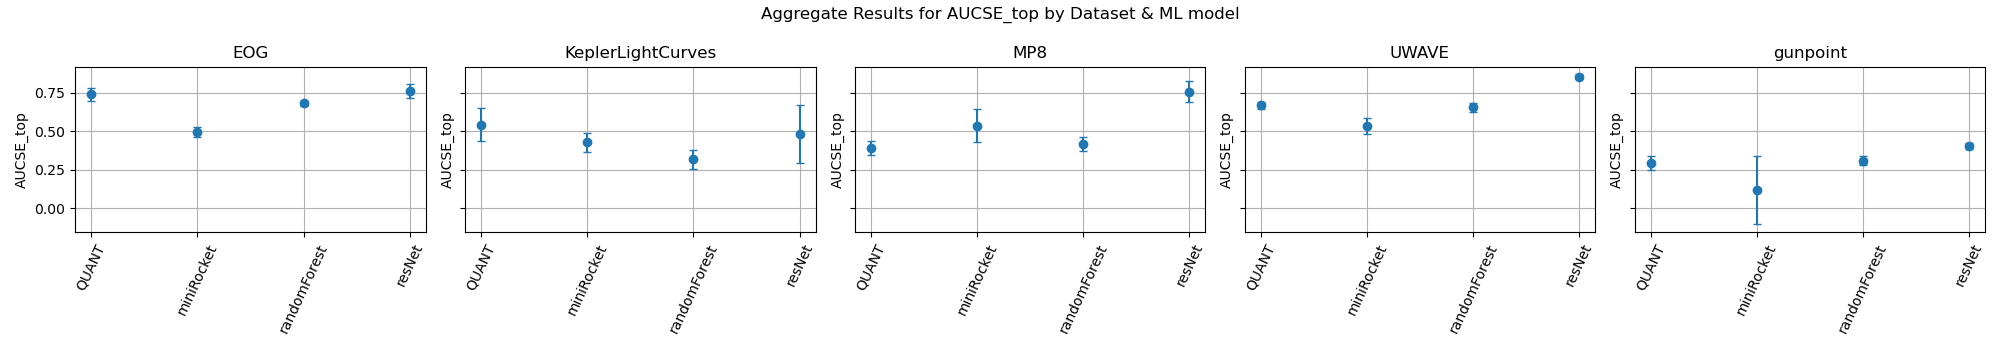 Aggregate Results for AUCSE_top by Dataset & ML model
EOG
AUCSE_top
0.75
0.50
0.25
0.00
QUANT
miniRocket
randomForest
resNet
KeplerLightCurves
AUCSE_top
QUANT
miniRocket
randomForest
resNet
MP8
AUCSE_top
QUANT
miniRocket
randomForest
resNet
UWAVE
AUCSE_top
QUANT
miniRocket
randomForest
resNet
gunpoint
AUCSE_top
QUANT
miniRocket
randomForest
resNet